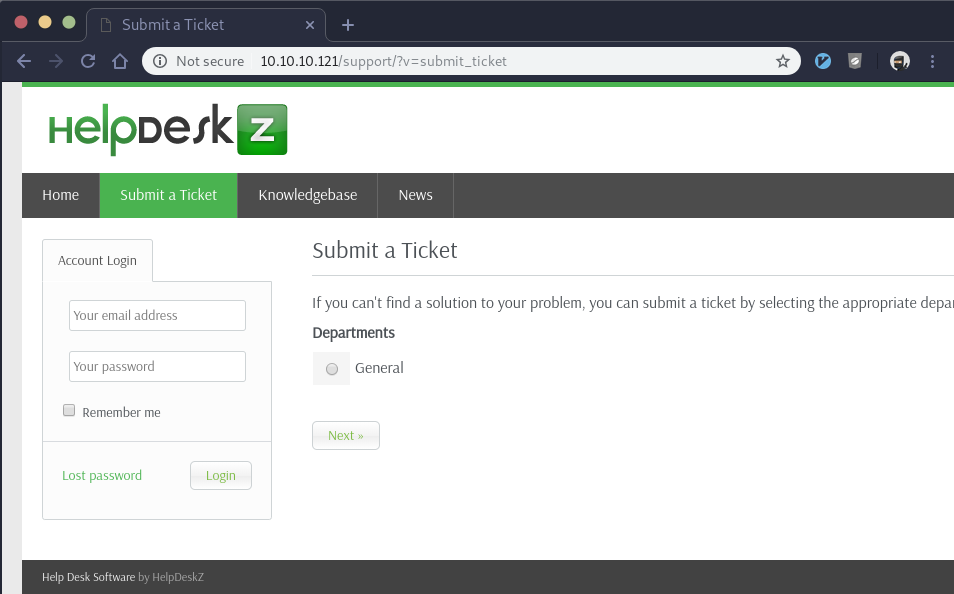 Submit a Ticket
Not secure 10.10.10.121/support/?v=submit_ticket
HelpDesk Z
Home Submit a Ticket Knowledgebase News
Account Login
Your email address
Your password
Remember me
Lost password Login
Submit a Ticket
If you can't find a solution to your problem, you can submit a ticket by selecting the appropriate depar
Departments
General
Next »
Help Desk Software by HelpDeskZ